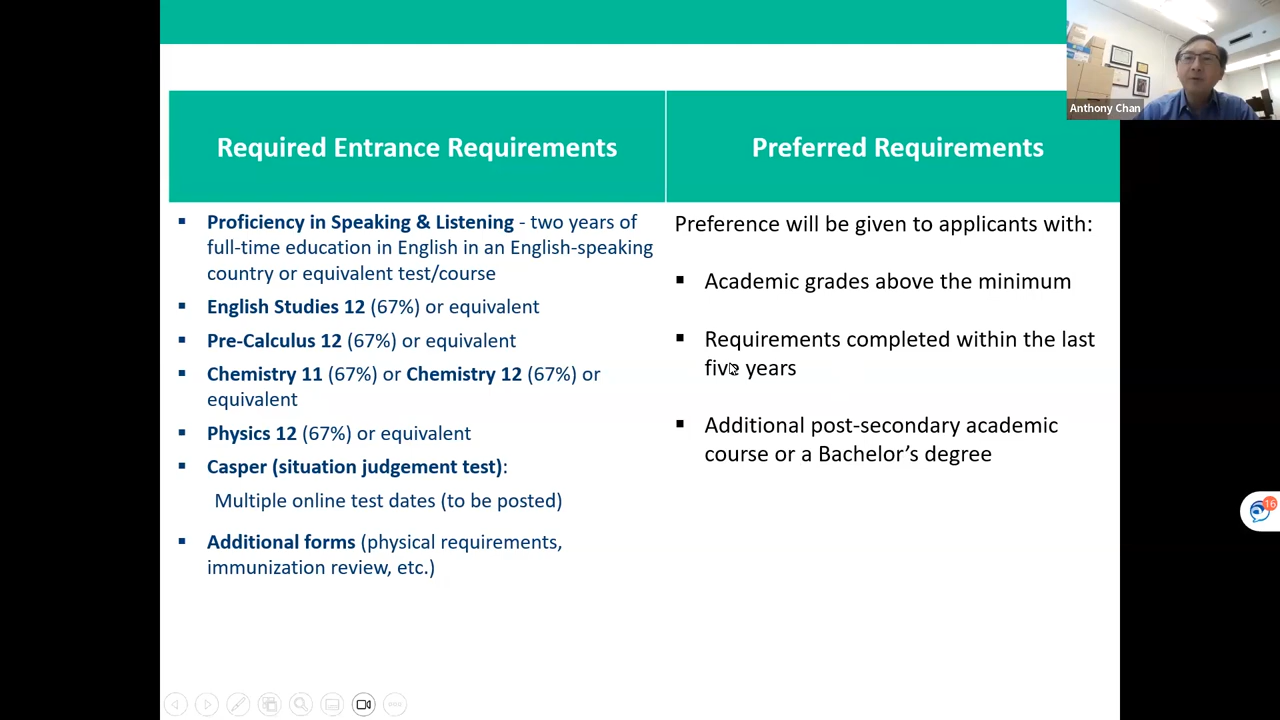 Anthony Chan
Required Entrance Requirements
Preferred Requirements
▪ Proficiency in Speaking & Listening - two years of
full-time education in English in an English-speaking
country or equivalent test/course
▪ English Studies 12 (67%) or equivalent
▪ Pre-Calculus 12 (67%) or equivalent
▪ Chemistry 11 (67%) or Chemistry 12 (67%) or
equivalent
▪ Physics 12 (67%) or equivalent
▪ Casper (situation judgement test):
Multiple online test dates (to be posted)
▪ Additional forms (physical requirements,
immunization review, etc.)
Preference will be given to applicants with:
▪ Academic grades above the minimum
▪ Requirements completed within the last
five years
▪ Additional post-secondary academic
course or a Bachelor's degree
16